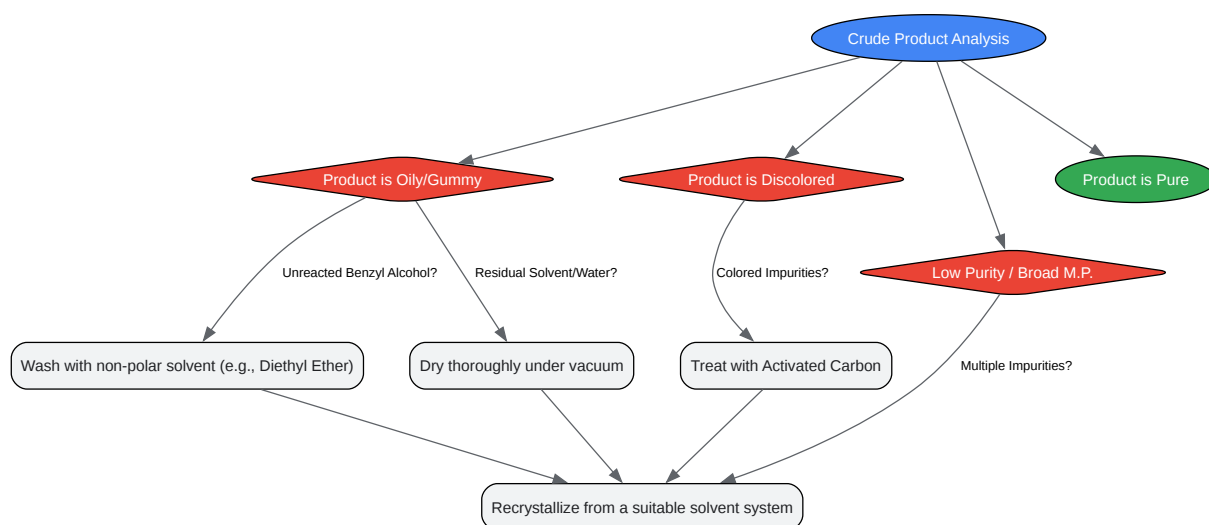 Crude Product Analysis
Product is Oily/Gummy
Product is Discolored
Product is Pure
Unreacted Benzyl Alcohol?
Residual Solvent/Water?
Colored Impurities?
Low Purity / Broad M.P.
Wash with non-polar solvent (e.g., Diethyl Ether)
Dry thoroughly under vacuum
Treat with Activated Carbon
Multiple Impurities?
Recrystallize from a suitable solvent system